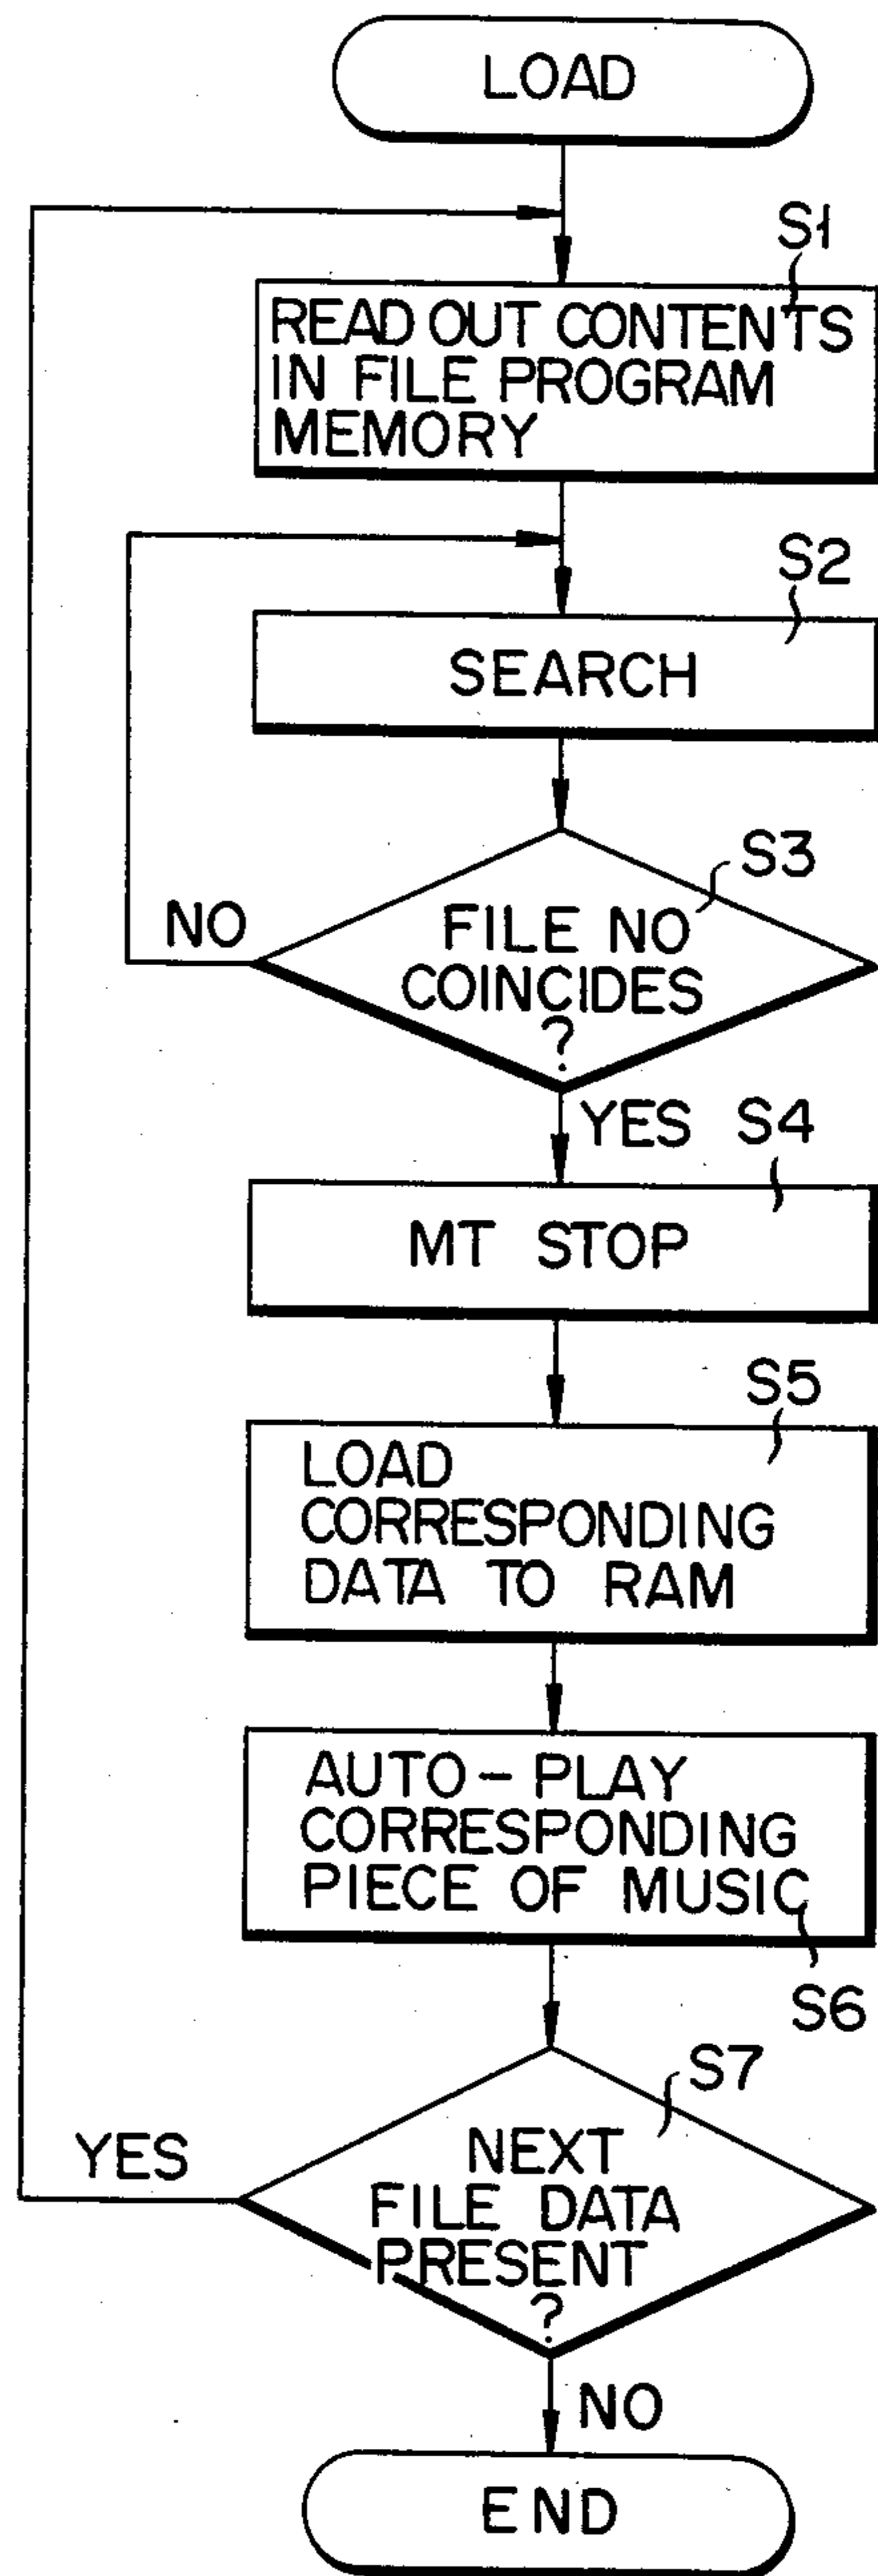 LOAD
S1
READ OUT CONTENTS
IN FILE PROGRAM
MEMORY
S2
SEARCH
S3
NO
FILE NO
COINCIDES
?
YES
S4
MT STOP
S5
LOAD
CORRESPONDING
DATA TO RAM
AUTO-PLAY
CORRESPONDING
PIECE OF MUSIC
S6
S7
YES
NEXT
FILE DATA
PRESENT
?
NO
END